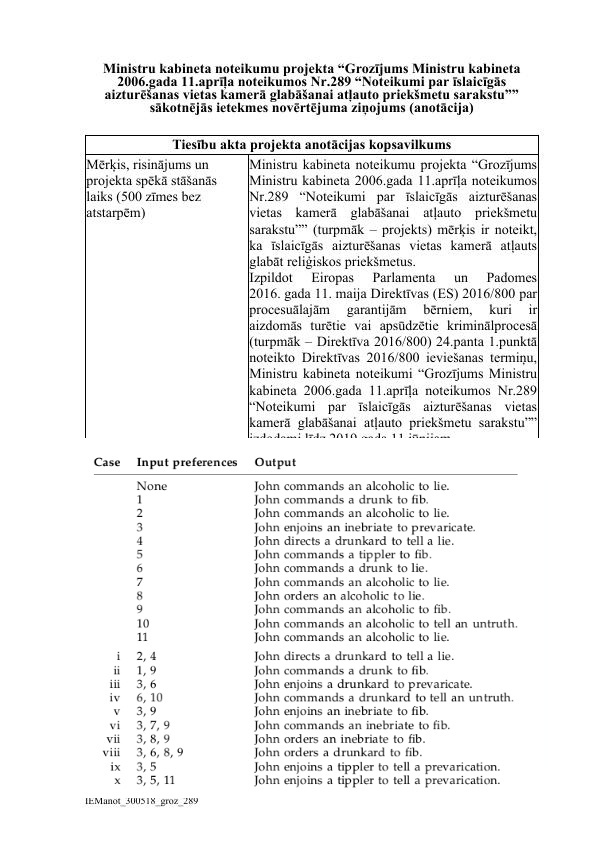 Ministru kabineta noteikumu projekta “Grozījums Ministru kabineta
2006.gada 11.aprīļa noteikumos Nr.289 “Noteikumi par īslaicīgās
aizturēšanas vietas kamerā glabāšanai atļauto priekšmetu sarakstu””
sākotnējās ietekmes novērtējuma ziņojums (anotācija)
Tiesību akta projekta anotācijas kopsavilkums
Mērķis, risinājums un
projekta spēkā stāšanās
laiks (500 zīmes bez
atstarpēm)
Ministru kabineta noteikumu projekta “Grozījums
Ministru kabineta 2006.gada 11.aprīļa noteikumos
Nr.289 “Noteikumi par īslaicīgās aizturēšanas
vietas kamerā glabāšanai atļauto priekšmetu
sarakstu”” (turpmāk – projekts) mērķis ir noteikt,
ka īslaicīgās aizturēšanas vietas kamerā atļauts
glabāt reliģiskos priekšmetus.
Izpildot Eiropas Parlamenta un Padomes
2016. gada 11. maija Direktīvas (ES) 2016/800 par
procesuālajām garantijām bērniem, kuri ir
aizdomās turētie vai apsūdzētie kriminālprocesā
(turpmāk – Direktīva 2016/800) 24.panta 1.punktā
noteikto Direktīvas 2016/800 ieviešanas termiņu,
Ministru kabineta noteikumi “Grozījums Ministru
kabineta 2006.gada 11.aprīļa noteikumos Nr.289
“Noteikumi par īslaicīgās aizturēšanas vietas
kamerā glabāšanai atļauto priekšmetu sarakstu””
izdodami līdz 2019.gada 11.jūnijam.
Case Input preferences Output
None John commands an alcoholic to lie.
1 John commands a drunk to fib.
2 John commands an alcoholic to lie.
3 John enjoins an inebriate to prevaricate.
4 John directs a drunkard to tell a lie.
5 John commands a tippler to fib.
6 John commands a drunk to lie.
7 John commands an alcoholic to lie.
8 John orders an alcoholic to lie.
9 John commands an alcoholic to fib.
10 John commands an alcoholic to tell an untruth.
11 John commands an alcoholic to lie.
i 2, 4 John directs a drunkard to tell a lie.
ii 1, 9 John commands a drunk to fib.
iii 3, 6 John enjoins a drunkard to prevaricate.
iv 6, 10 John commands a drunkard to tell an untruth.
v 3, 9 John enjoins an inebriate to fib.
vi 3, 7, 9 John commands an inebriate to fib.
vii 3, 8, 9 John orders an inebriate to fib.
viii 3, 6, 8, 9 John orders a drunkard to fib.
ix 3, 5 John enjoins a tippler to tell a prevarication.
x 3, 5, 11 John enjoins a tippler to tell a prevarication.
IEManot_300518_groz_289